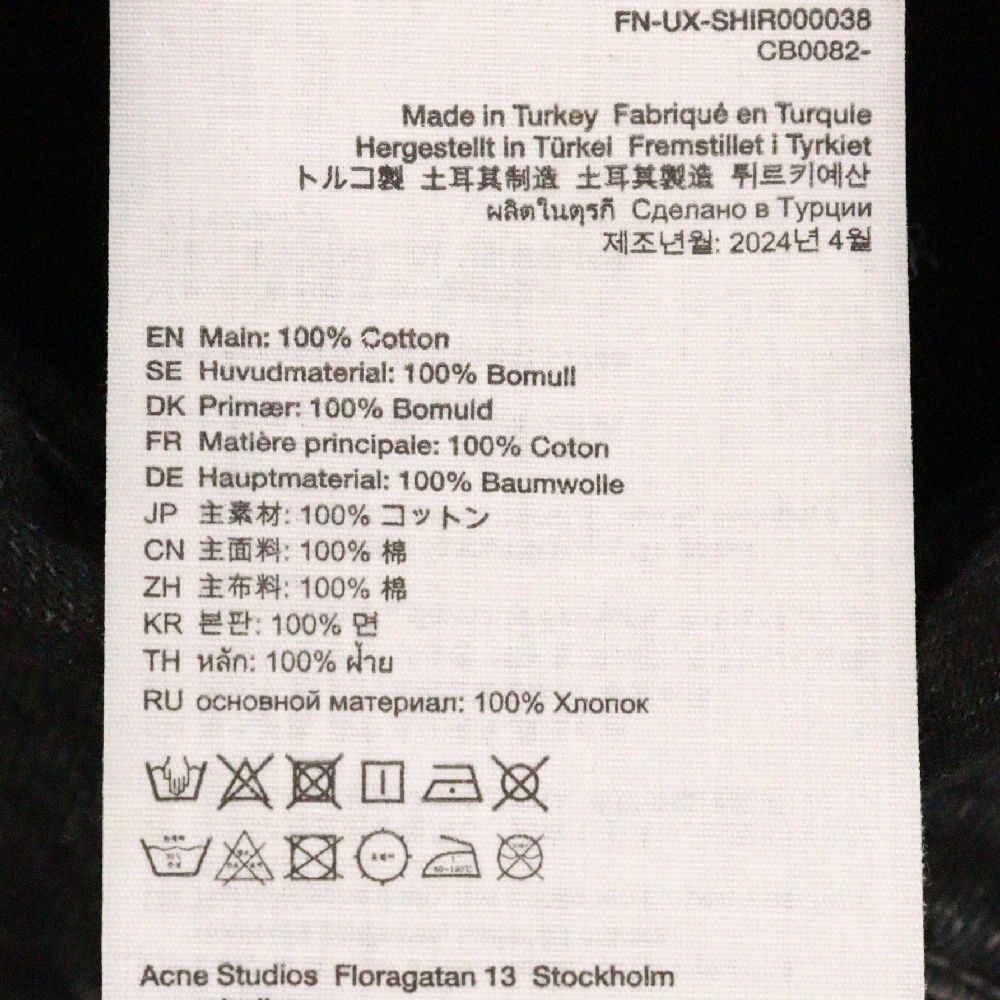 FN-UX-SHIR000038
CB0082-
Made in Turkey Fabriqué en Turquie
Hergestellt in Türkei Fremstillet i Tyrkiet
トルコ製 土耳其制造 土耳其製造 튀르키예산
ผลิตในตุรกี Сделано в Турции
제조년월: 2024년 4월
EN Main: 100% Cotton
SE Huvudmaterial: 100% Bomull
DK Primær: 100% Bomuld
FR Matière principale: 100% Coton
DE Hauptmaterial: 100% Baumwolle
JP 主素材: 100% コットン
CN 主面料: 100% 棉
ZH 主布料: 100% 棉
KR 본판: 100% 면
TH หลัก: 100% ฝ้าย
RU основной материал: 100% Хлопок
Acne Studios Floragatan 13 Stockholm